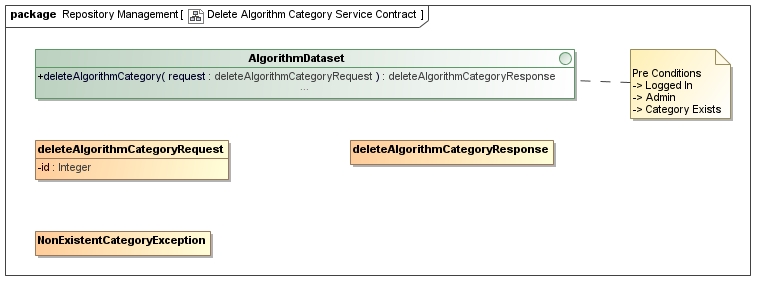 package Repository Management[ Delete Algorithm Category Service Contract ]
AlgorithmDataset
+deleteAlgorithmCategory( request : deleteAlgorithmCategoryRequest ) : deleteAlgorithmCategoryResponse
...
Pre Conditions
-> Logged In
-> Admin
-> Category Exists
deleteAlgorithmCategoryRequest
-id : Integer
deleteAlgorithmCategoryResponse
NonExistentCategoryException